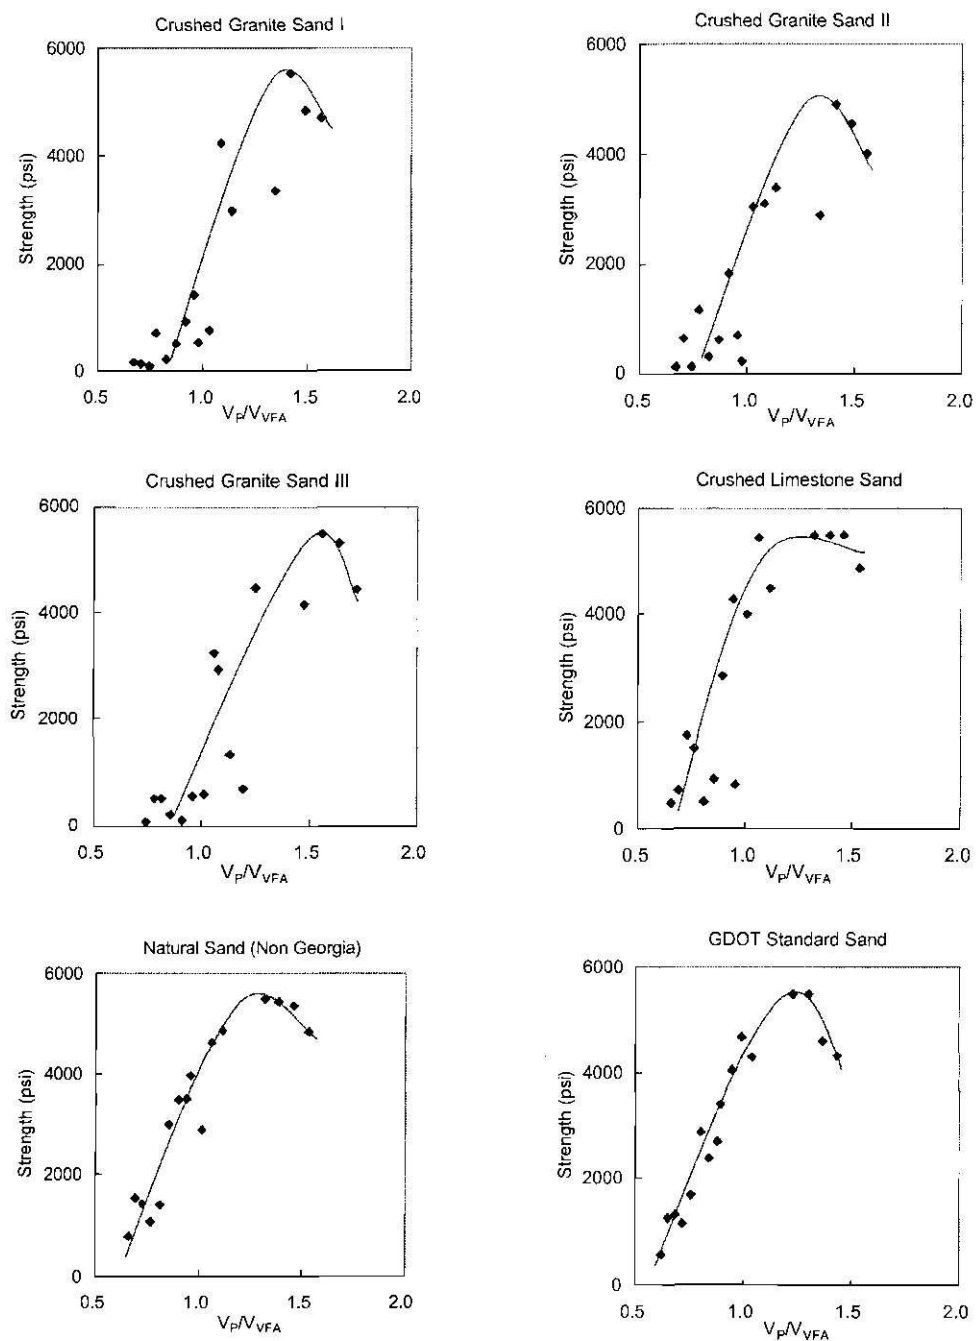 Crushed Granite Sand I
6000
4000
2000
0
Strength (psi)
0.5 1.0 1.5 2.0
VP/VVFA
Crushed Granite Sand II
6000
4000
2000
0
Strength (psi)
0.5 1.0 1.5 2.0
VP/VVFA
Crushed Granite Sand III
6000
4000
2000
0
Strength (psi)
0.5 1.0 1.5 2.0
VP/VVFA
Crushed Limestone Sand
6000
4000
2000
0
Strength (psi)
0.5 1.0 1.5 2.0
VP/VVFA
Natural Sand (Non Georgia)
6000
4000
2000
0
Strength (psi)
0.5 1.0 1.5 2.0
VP/VVFA
GDOT Standard Sand
6000
4000
2000
0
Strength (psi)
0.5 1.0 1.5 2.0
VP/VVFA